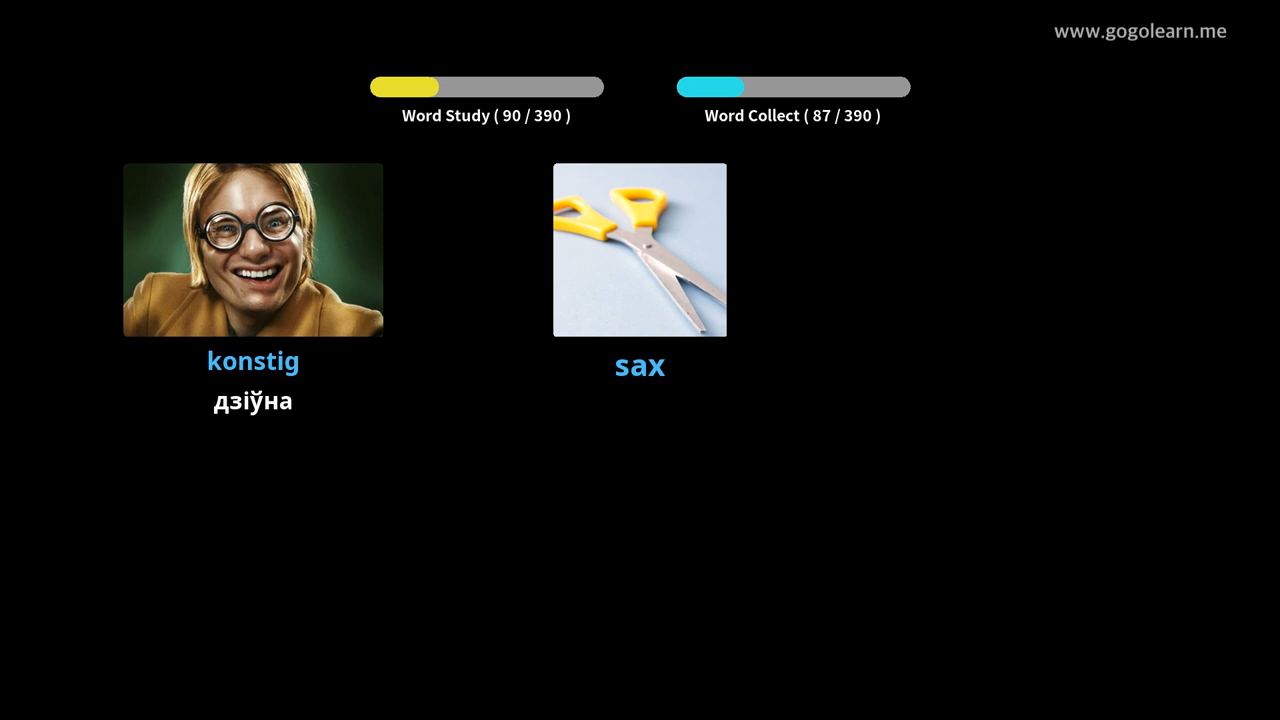 www.gogolearn.me
Word Study ( 90 / 390 )
Word Collect ( 87 / 390 )
konstig
дзіўна
sax